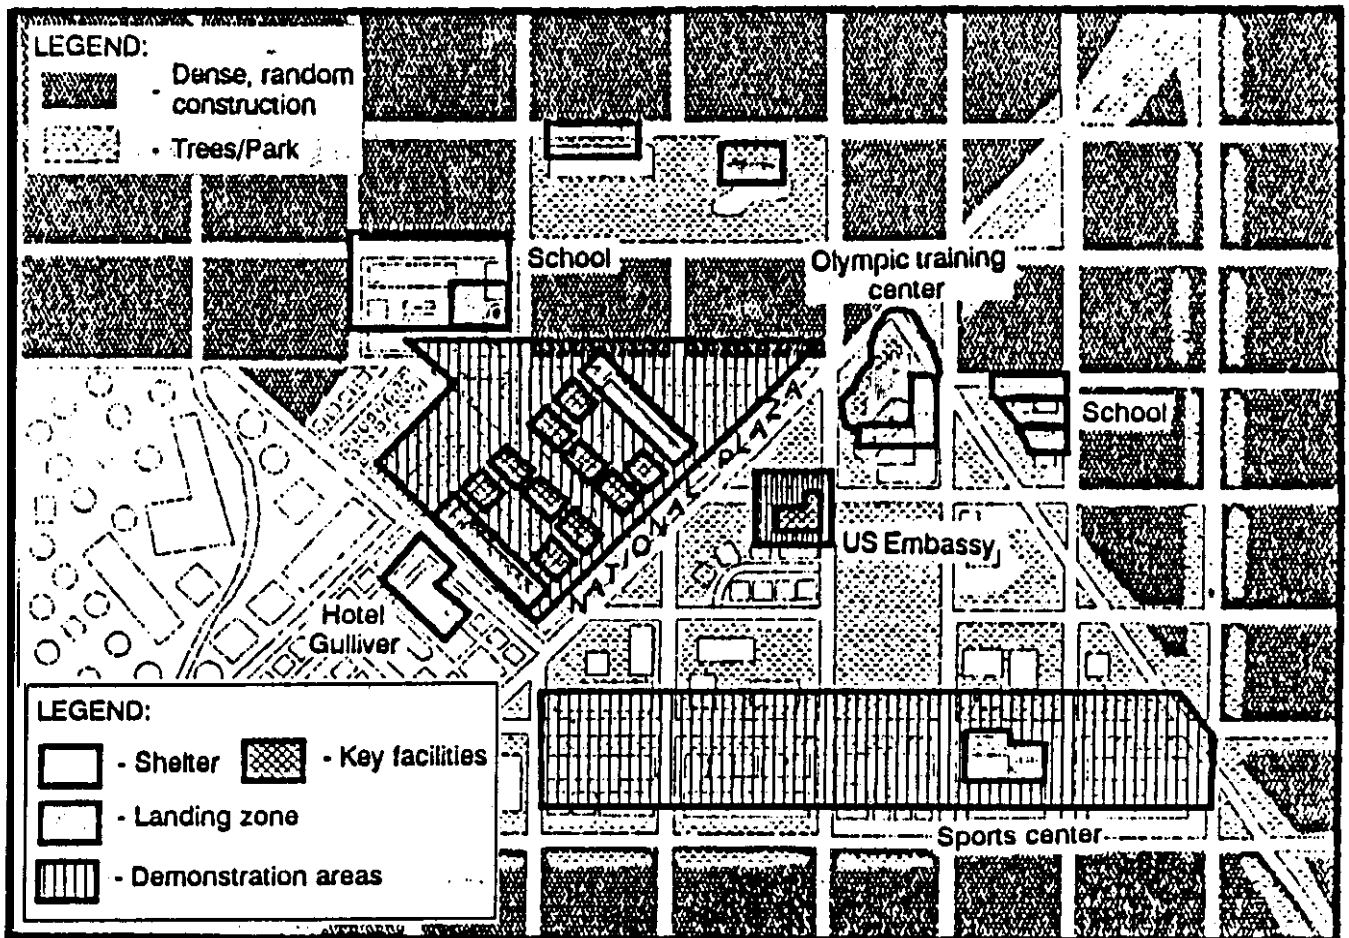 LEGEND:
- Dense, random
construction
- Trees/Park
School
Olympic training
center
School
NATIONAL PLAZA
US Embassy
Hotel
Gulliver
LEGEND:
- Shelter
- Key facilities
- Landing zone
- Demonstration areas
Sports center